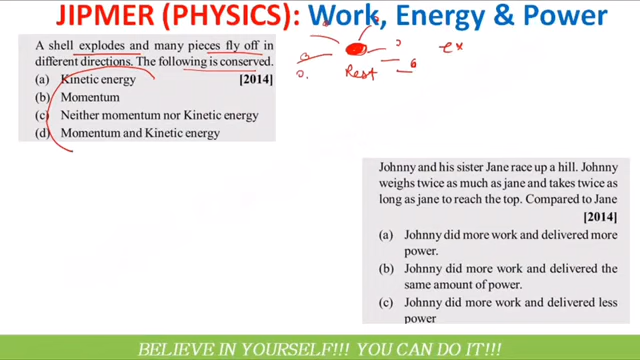 JIPMER (PHYSICS): Work, Energy & Power
A shell explodes and many pieces fly off in
different directions. The following is conserved.
(a) Kinetic energy [2014]
(b) Momentum
(c) Neither momentum nor Kinetic energy
(d) Momentum and Kinetic energy
Rest
ex
Johnny and his sister Jane race up a hill. Johnny
weighs twice as much as jane and takes twice as
long as jane to reach the top. Compared to Jane
[2014]
(a) Johnny did more work and delivered more
power.
(b) Johnny did more work and delivered the
same amount of power.
(c) Johnny did more work and delivered less
power
BELIEVE IN YOURSELF!!! YOU CAN DO IT!!!